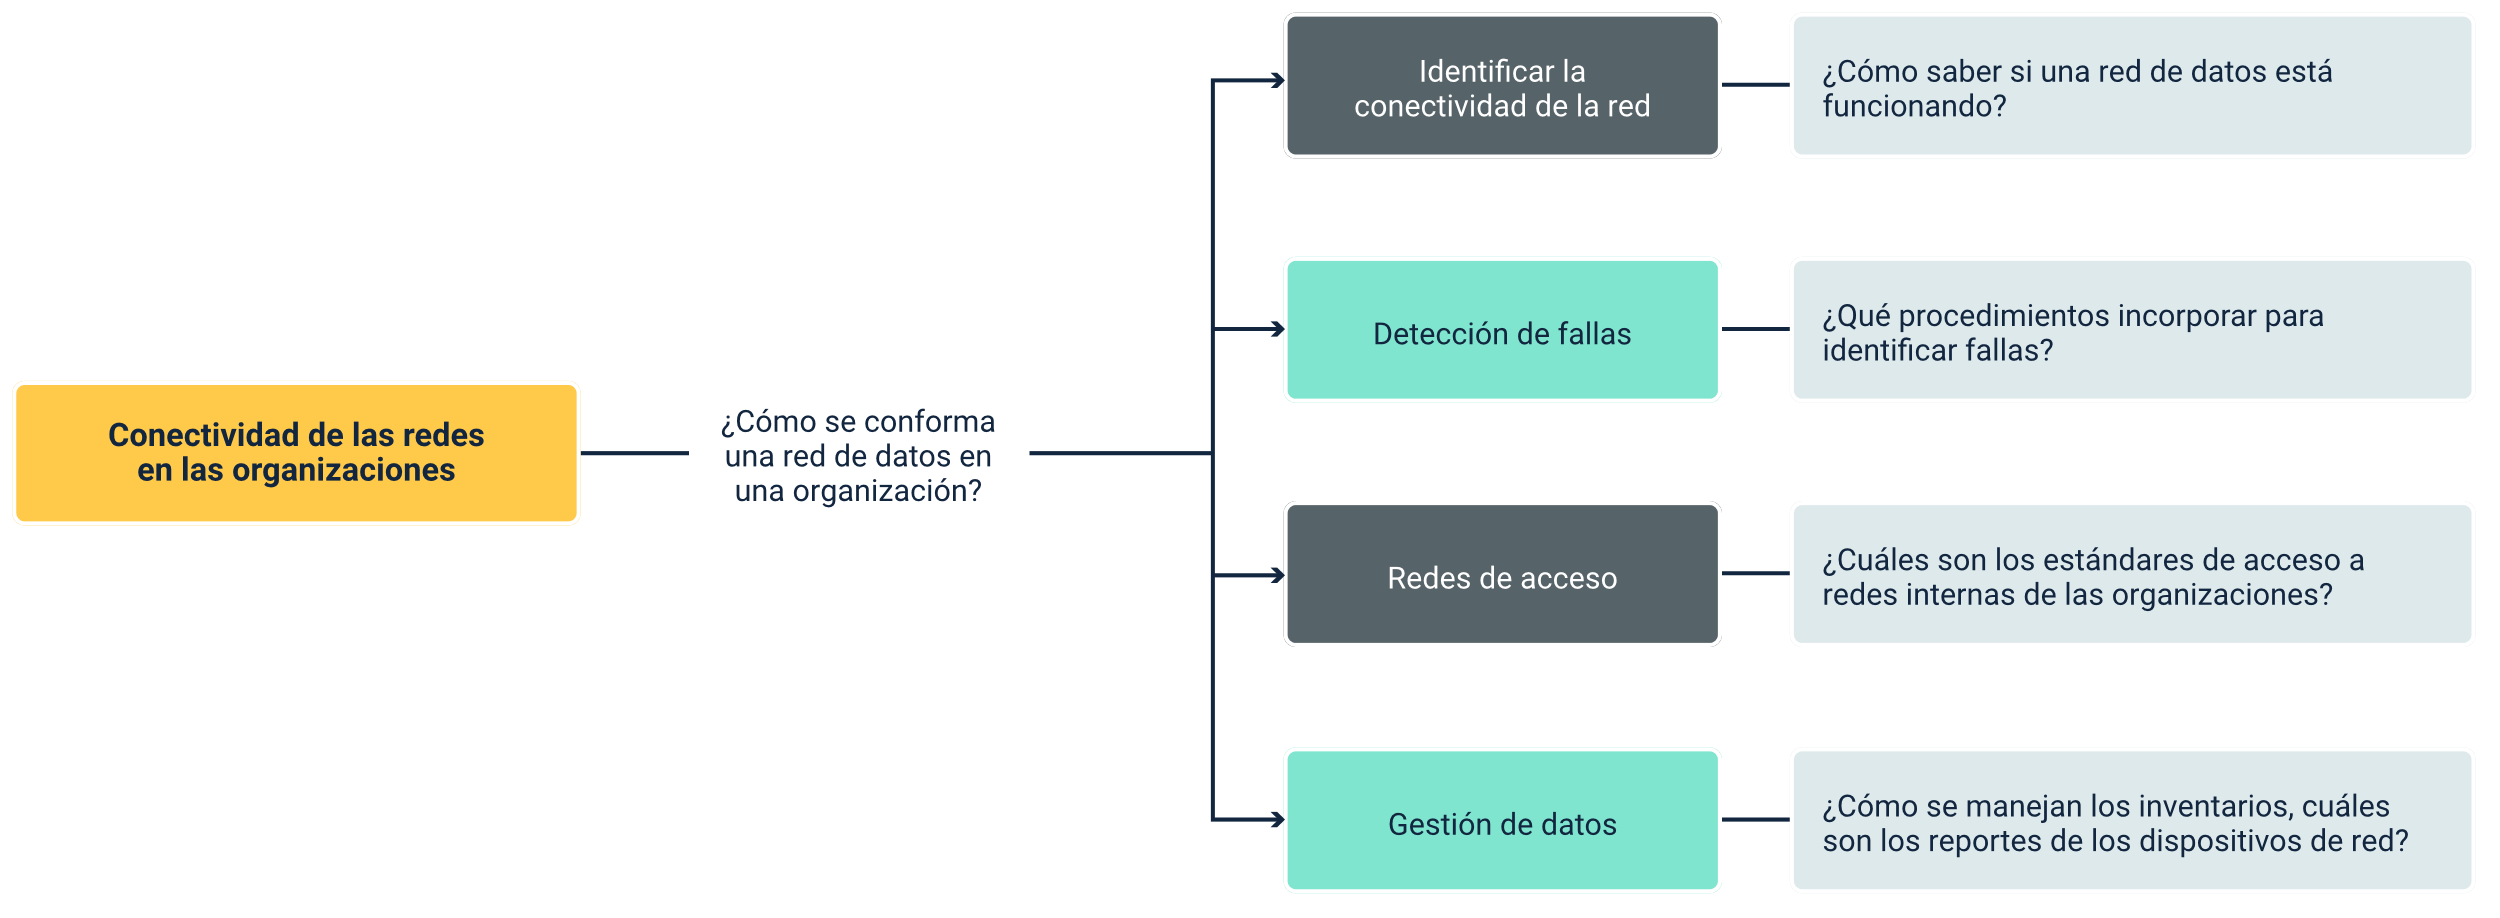 Conectividad de las redes
en las organizaciones
¿Cómo se conforma
una red de datos en
una organización?
Identificar la
conectividad de la red
¿Cómo saber si una red de datos está
funcionando?
Detección de fallas
¿Qué procedimientos incorporar para
identificar fallas?
Redes de acceso
¿Cuáles son los estándares de acceso a
redes internas de las organizaciones?
Gestión de datos
¿Cómo se manejan los inventarios, cuáles
son los reportes de los dispositivos de red?